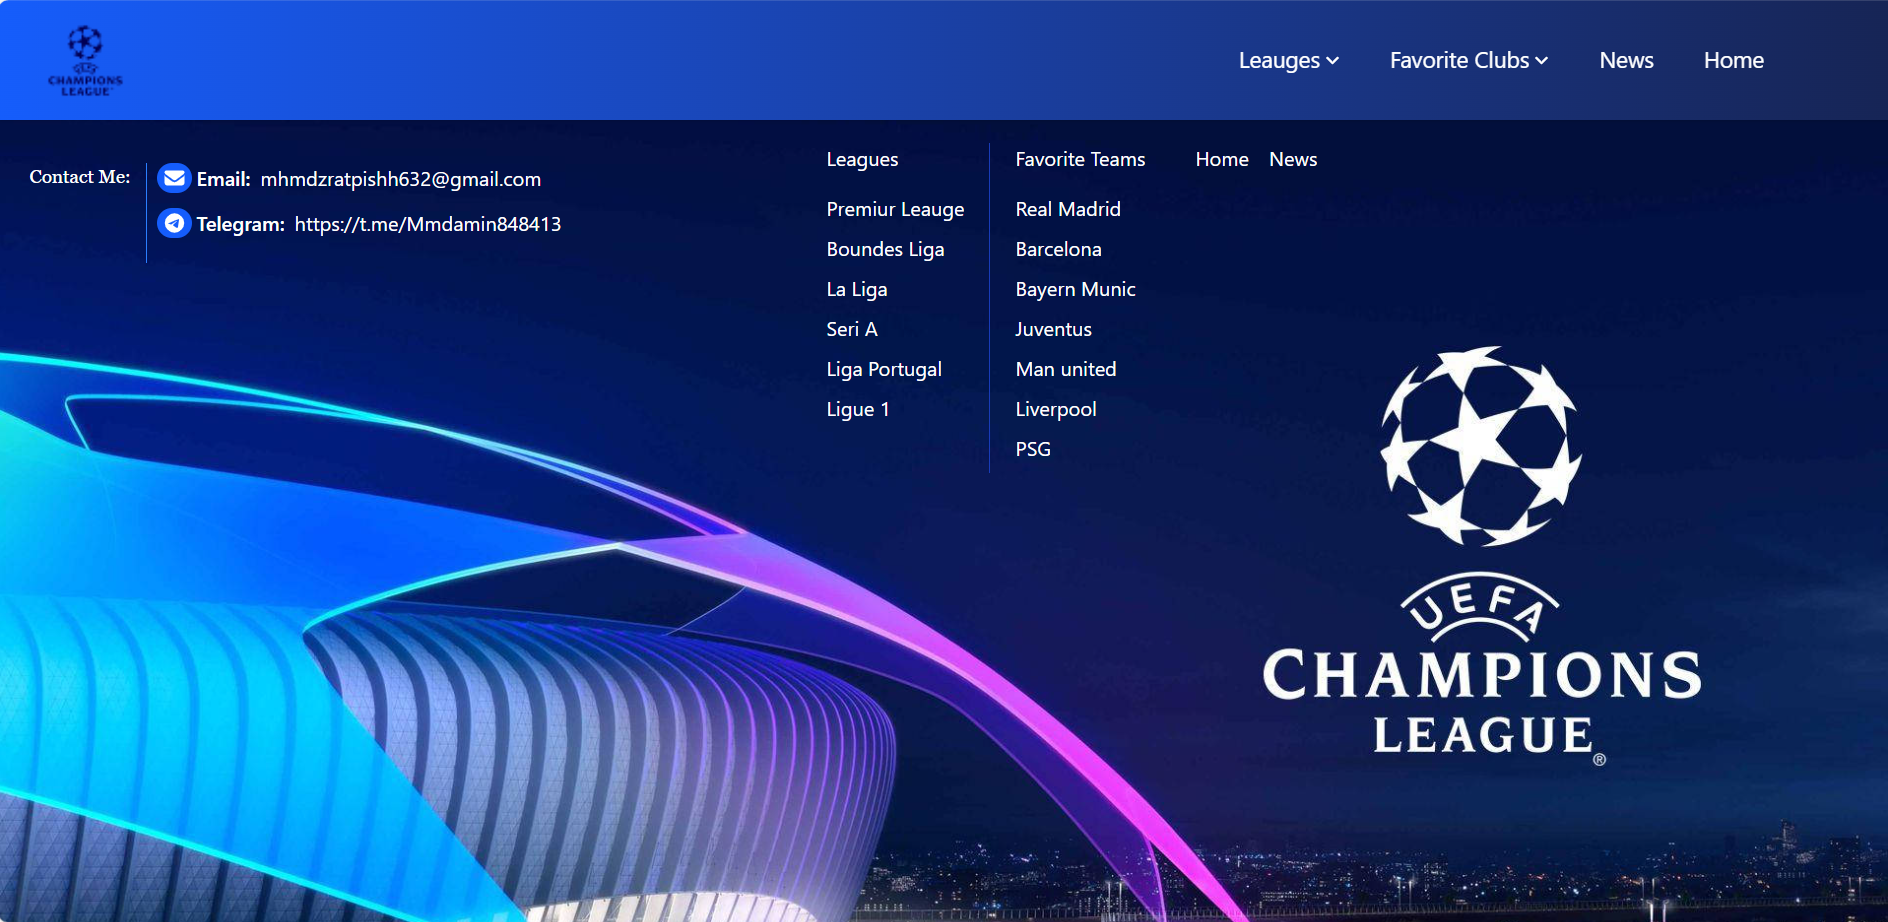 CHAMPIONS
LEAGUE
Leauges
Favorite Clubs
News
Home
Contact Me:
Email: mhmdzratpishh632@gmail.com
Telegram: https://t.me/Mmdamin848413
Leagues
Premiur Leauge
Boundes Liga
La Liga
Seri A
Liga Portugal
Ligue 1
Favorite Teams
Real Madrid
Barcelona
Bayern Munic
Juventus
Man united
Liverpool
PSG
Home
News
UEFA
CHAMPIONS
LEAGUE
®